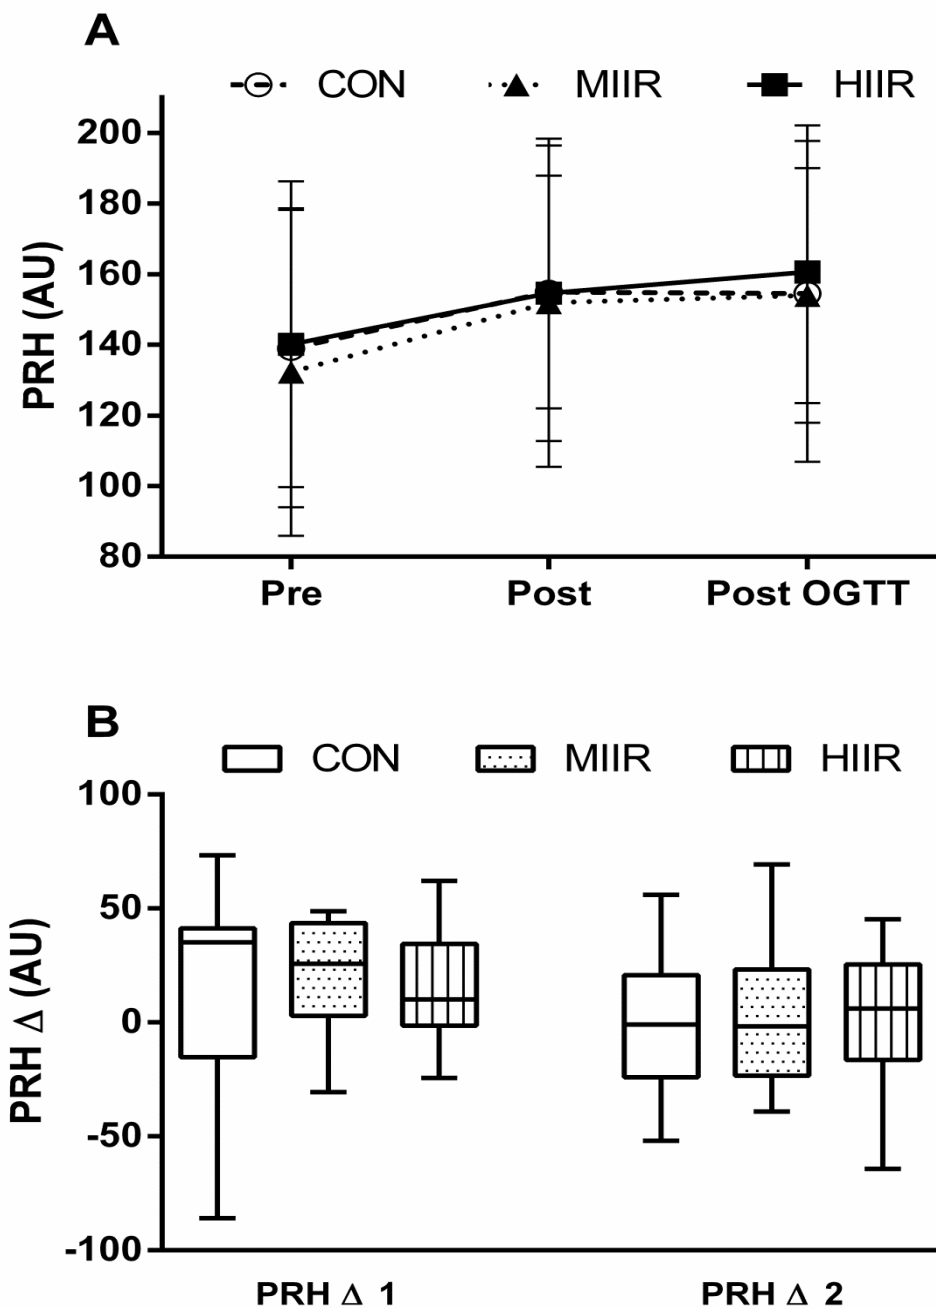 A
CON MIIR HIIR
200
180
160
140
120
100
80
PRH (AU)
Pre Post Post OGTT
B
CON MIIR HIIR
100
50
0
-50
-100
PRH Δ (AU)
PRH Δ 1 PRH Δ 2